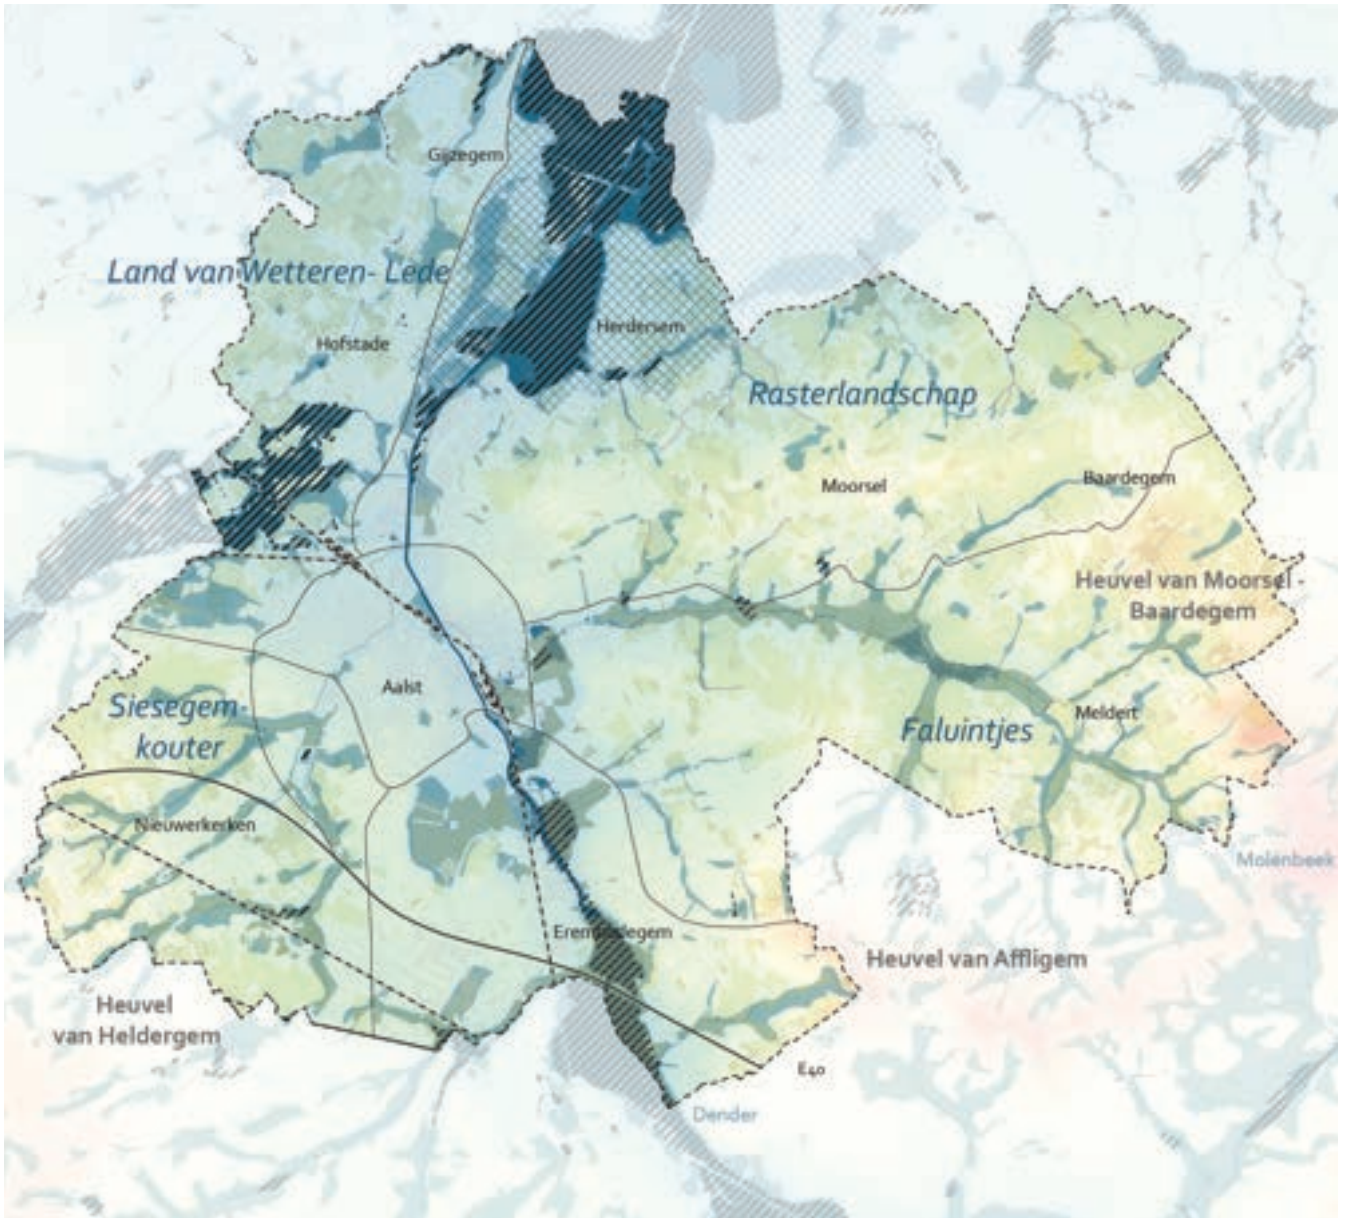 Gijzegem
Land van Wetteren- Lede
Herdersem
Hofstade
Rasterlandschap
Moorsel
Baardegem
Heuvel van Moorsel -
Baardegem
Aalst
Siesegem-
kouter
Meldert
Faluintjes
Nieuwerkerken
Molenbeek
Erembodegem
Heuvel van Affligem
Heuvel
van Heldergem
E40
Dender